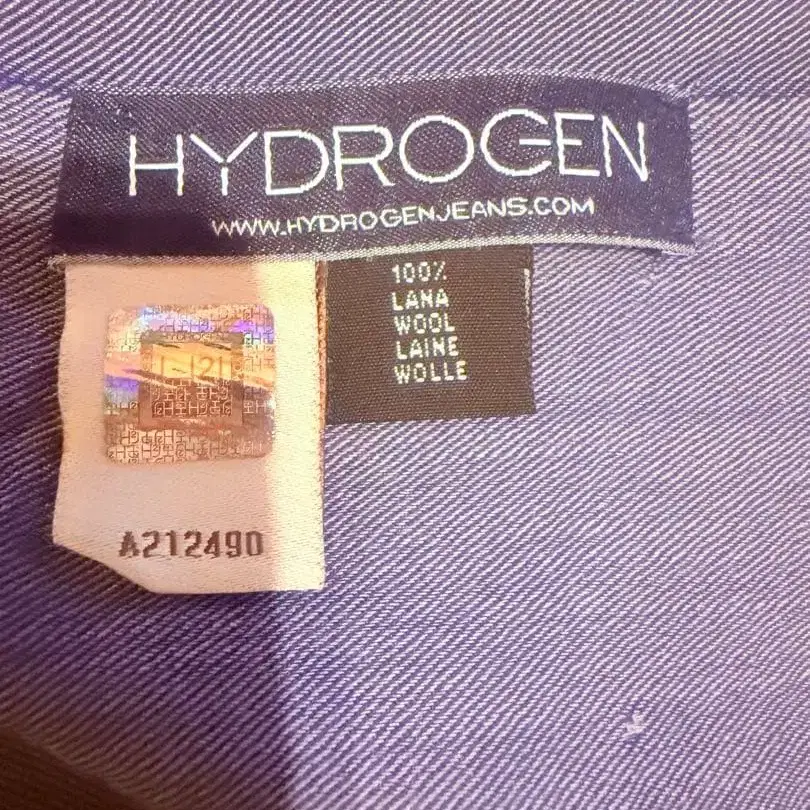 HYDROGEN
WWW.HYDROGENJEANS.COM
100%
LANA
WOOL
LAINE
WOLLE
A212490